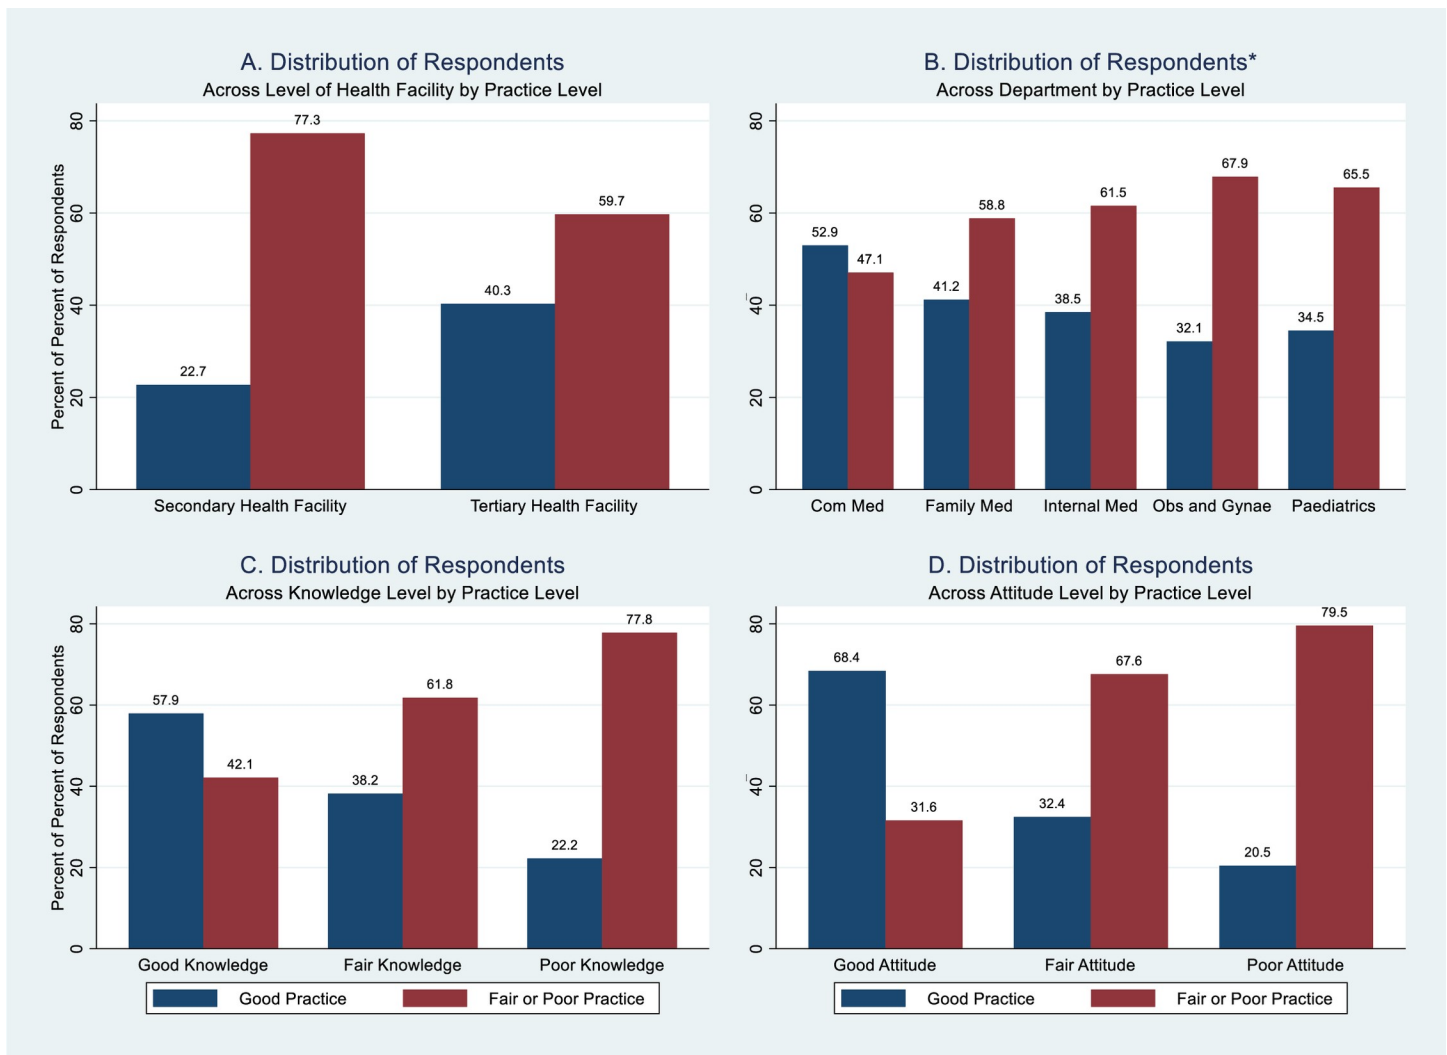 A. Distribution of Respondents
Across Level of Health Facility by Practice Level
Percent of Percent of Respondents
80
60
40
20
0
77.3
59.7
40.3
22.7
Secondary Health Facility Tertiary Health Facility
B. Distribution of Respondents*
Across Department by Practice Level
80
60
40
20
0
52.9 47.1 41.2 58.8 38.5 61.5 32.1 67.9 34.5 65.5
Com Med Family Med Internal Med Obs and Gynae Paediatrics
C. Distribution of Respondents
Across Knowledge Level by Practice Level
Percent of Percent of Respondents
80
60
40
20
0
57.9 42.1 38.2 61.8 22.2 77.8
Good Knowledge Fair Knowledge Poor Knowledge
Good Practice Fair or Poor Practice
D. Distribution of Respondents
Across Attitude Level by Practice Level
80
60
40
20
0
68.4 31.6 32.4 67.6 20.5 79.5
Good Attitude Fair Attitude Poor Attitude
Good Practice Fair or Poor Practice